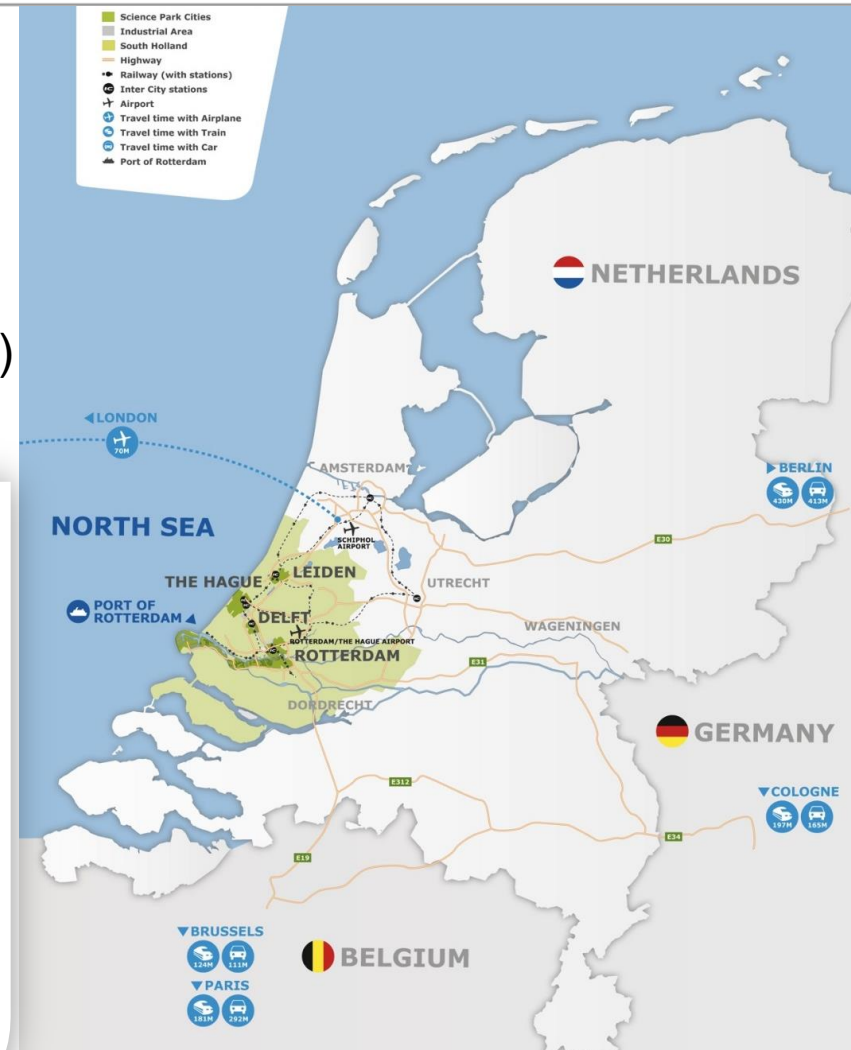 Science Park Cities
Industrial Area
South Holland
Highway
Railway (with stations)
Inter City stations
Airport
Travel time with Airplane
Travel time with Train
Travel time with Car
Port of Rotterdam
)
NETHERLANDS
LONDON
70M
AMSTERDAM
BERLIN
430M 413M
NORTH SEA
SCHIPHOL
AIRPORT
E30
LEIDEN
THE HAGUE
UTRECHT
PORT OF
ROTTERDAM
DELFT
WAGENINGEN
ROTTERDAM/THE HAGUE AIRPORT
ROTTERDAM
E31
DORDRECHT
GERMANY
E312
COLOGNE
197M 165M
E34
E19
BRUSSELS
124M 111M
BELGIUM
PARIS
181M 292M